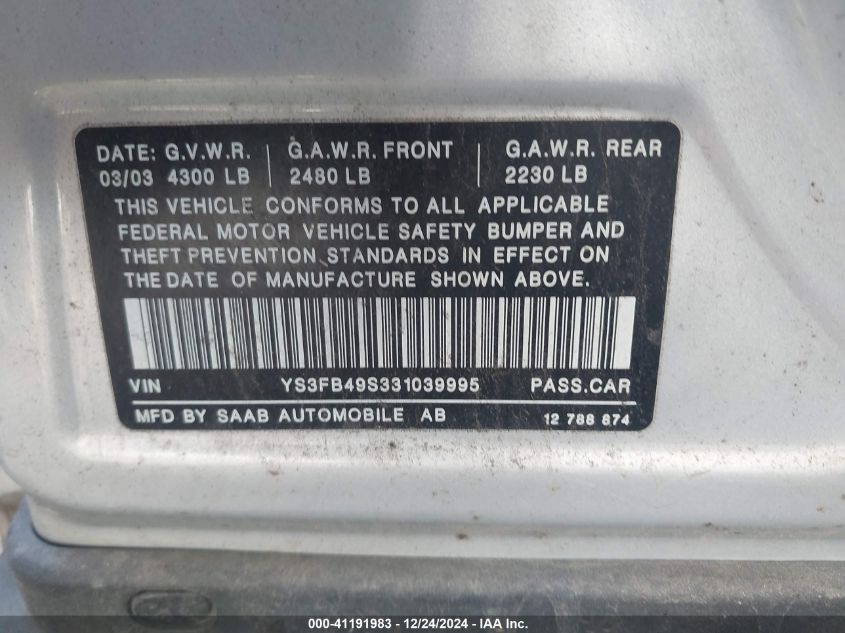 DATE: G.V.W.R. G.A.W.R. FRONT G.A.W.R. REAR
03/03 4300 LB 2480 LB 2230 LB
THIS VEHICLE CONFORMS TO ALL APPLICABLE
FEDERAL MOTOR VEHICLE SAFETY BUMPER AND
THEFT PREVENTION STANDARDS IN EFFECT ON
THE DATE OF MANUFACTURE SHOWN ABOVE.
VIN YS3FB49S331039995 PASS.CAR
MFD BY SAAB AUTOMOBILE AB 12 788 874
000-41191983 - 12/24/2024 - IAA Inc.